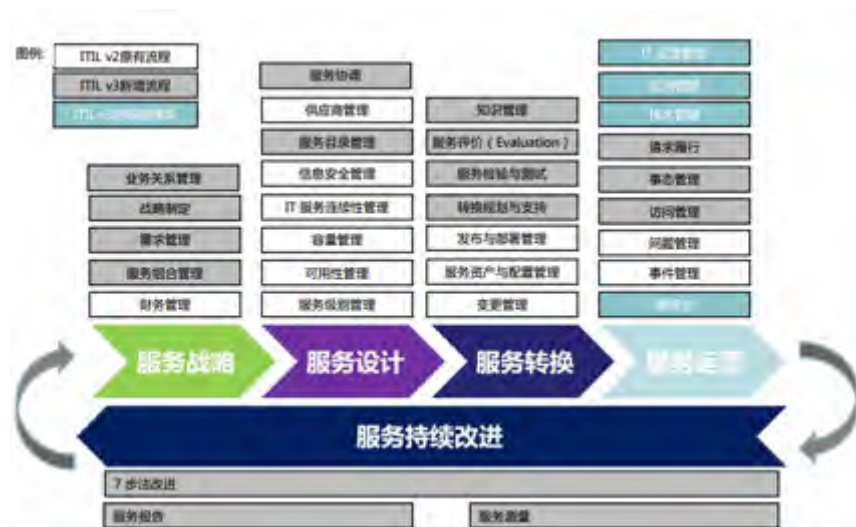 图例:
ITIL v2原有流程
ITIL v3新增流程
业务关系管理
战略制定
需求管理
服务组合管理
财务管理
服务协调
供应商管理
服务目录管理
信息安全管理
IT 服务连续性管理
容量管理
可用性管理
服务级别管理
知识管理
服务评价（Evaluation）
服务检验与测试
转换规划与支持
发布与部署管理
服务资产与配置管理
变更管理
技术管理
请求履行
事态管理
访问管理
问题管理
事件管理
服务战略
服务设计
服务转换
服务运营
服务持续改进
7 步法改进
服务报告
服务测量